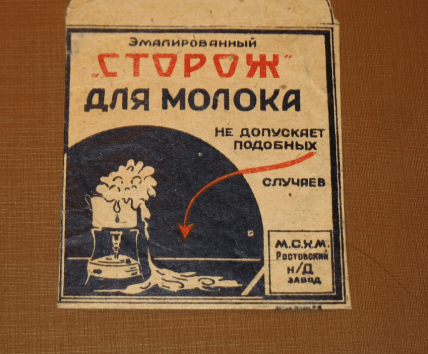 ЭМАЛИРОВАННЫЙ
„СТОРОЖ“
ДЛЯ МОЛОКА
НЕ ДОПУСКАЕТ
ПОДОБНЫХ
СЛУЧАЕВ
М.С.Н.М.
РОСТОВСКИЙ
Н/Д
ЗАВОД